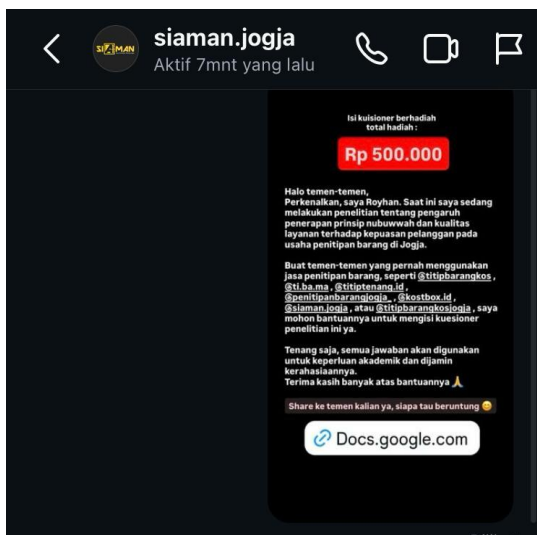 SIAMAN
siaman.jogja
Aktif 7mnt yang lalu
Isi kuisioner berhadiah
total hadiah :
Rp 500.000
Halo temen-temen,
Perkenalkan, saya Royhan. Saat ini saya sedang
melakukan penelitian tentang pengaruh
penerapan prinsip nubuwwah dan kualitas
layanan terhadap kepuasan pelanggan pada
usaha penitipan barang di Jogja.
Buat temen-temen yang pernah menggunakan
jasa penitipan barang, seperti @titipbarangkos ,
@ti.ba.ma , @titiptenang.id ,
@penitipanbarangjogja_ , @kostbox.id ,
@siaman.jogja , atau @titipbarangkosjogja , saya
mohon bantuannya untuk mengisi kuesioner
penelitian ini ya.
Tenang saja, semua jawaban akan digunakan
untuk keperluan akademik dan dijamin
kerahasiaannya.
Terima kasih banyak atas bantuannya 🙏
Share ke temen kalian ya, siapa tau beruntung 😊
Docs.google.com